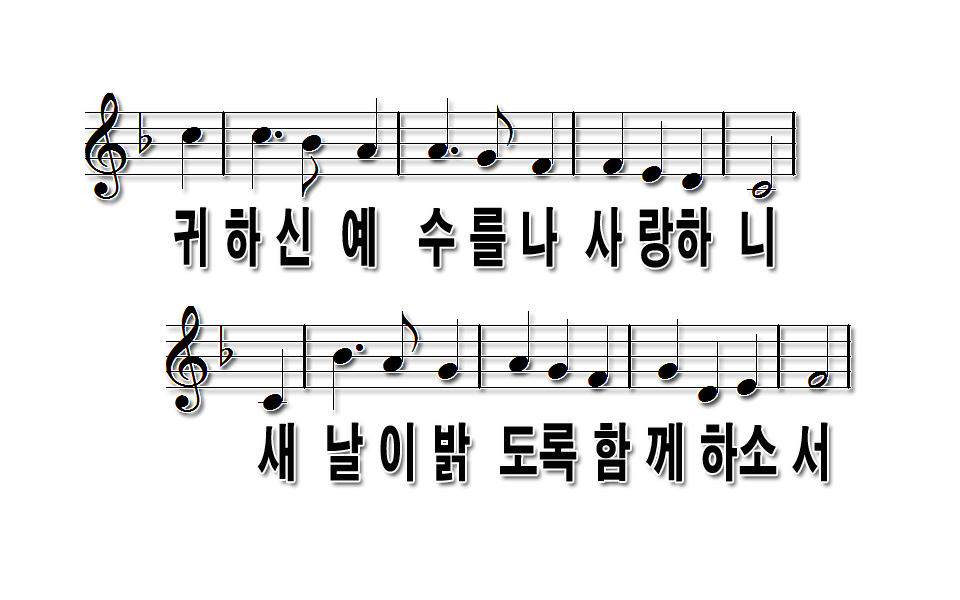 귀 하 신 예 수 를 나 사 랑 하 니
새 날 이 밝 도 록 함 께 하 소 서